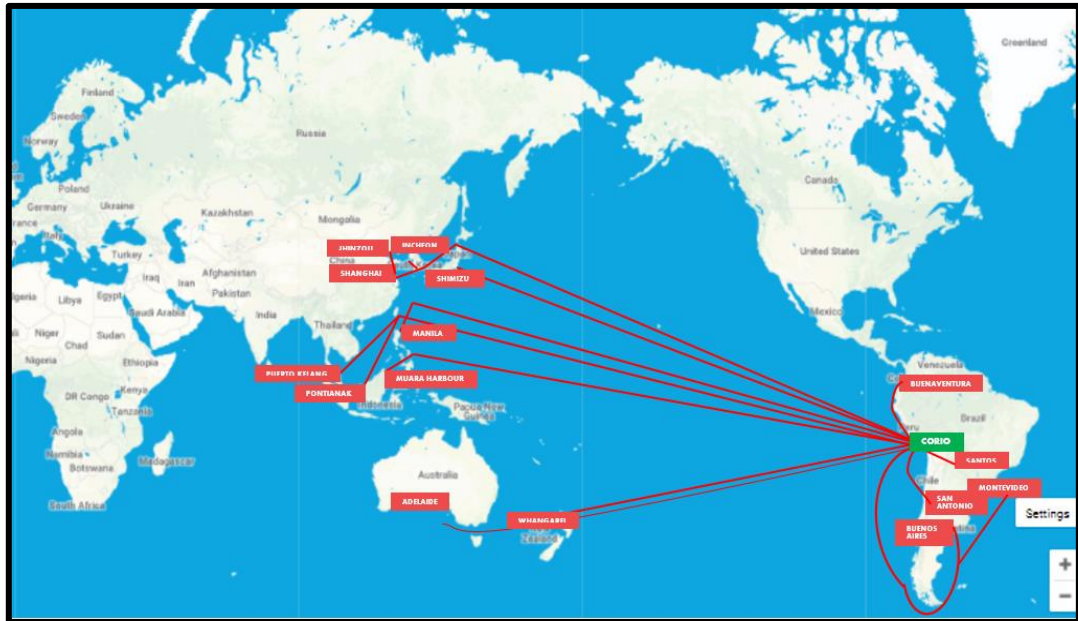 Greenland
Finland
Sweden
Norway
Russia
Canada
Poland
Germany
Ukraine
Kazakhstan
Mongolia
rance
Italy
Turkey
SHINZOU
INCHEON
United States
China
SHANGHAI
SHIMIZU
Iraq
Iran
Afghanistan
Pakistan
Libya
Egypt
Saudi Arabia
India
Mexico
Thailand
MANILA
Niger
Chad
Sudan
Nigeria
Ethiopia
PUERTO KELANG
MUARA HARBOUR
Venezuela
BUENAVENTURA
PONTIANAK
Indonesia
Papua New
Guinea
DR Congo
Kenya
Tanzania
Brazil
Angola
CORIO
Namibia
Botswana
Madagascar
Australia
SANTOS
Chile
MONTEVIDEO
South Africa
ADELAIDE
SAN
ANTONIO
WHANGAREI
Zealand
BUENOS
AIRES
Settings
+
−